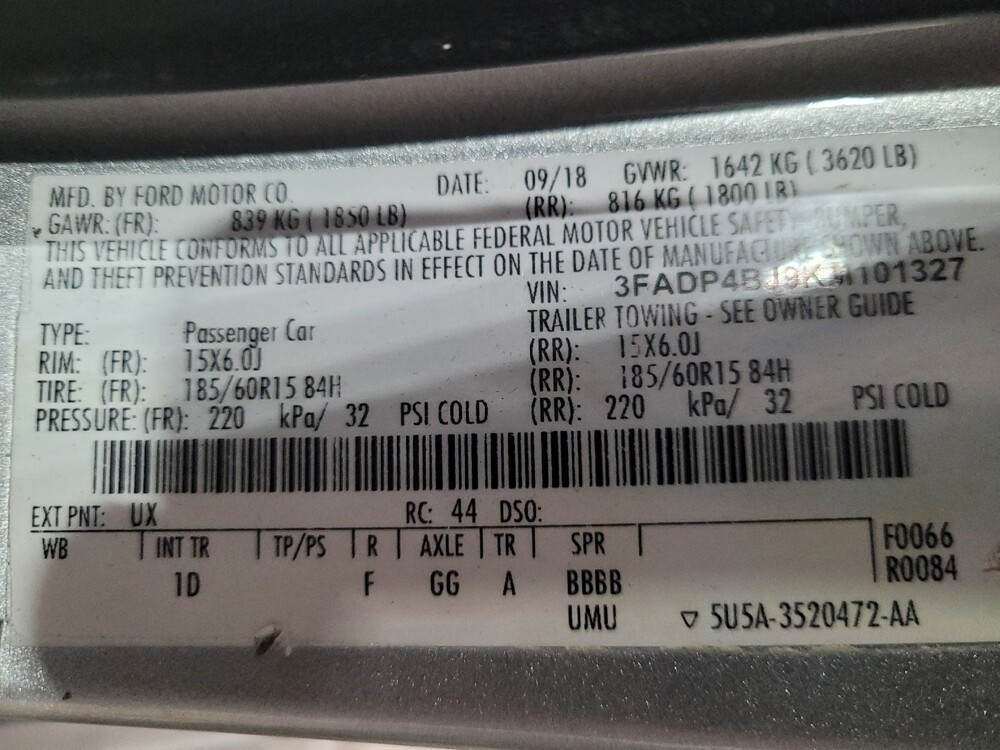 MFD. BY FORD MOTOR CO. DATE: 09/18 GVWR: 1642 KG ( 3620 LB)
GAWR: (FR): 839 KG ( 1850 LB) (RR): 816 KG ( 1800 LB)
THIS VEHICLE CONFORMS TO ALL APPLICABLE FEDERAL MOTOR VEHICLE SAFETY, BUMPER,
AND THEFT PREVENTION STANDARDS IN EFFECT ON THE DATE OF MANUFACTURE SHOWN ABOVE.
VIN: 3FADP4BJ9KM101327
TYPE: Passenger Car TRAILER TOWING - SEE OWNER GUIDE
RIM: (FR): 15X6.0J (RR): 15X6.0J
TIRE: (FR): 185/60R15 84H (RR): 185/60R15 84H
PRESSURE: (FR): 220 kPa/ 32 PSI COLD (RR): 220 kPa/ 32 PSI COLD
EXT PNT: UX RC: 44 DSO:
WB INT TR TP/PS R AXLE TR SPR F0066
1D F GG A BBBB R0084
UMU ▽ 5U5A-3520472-AA